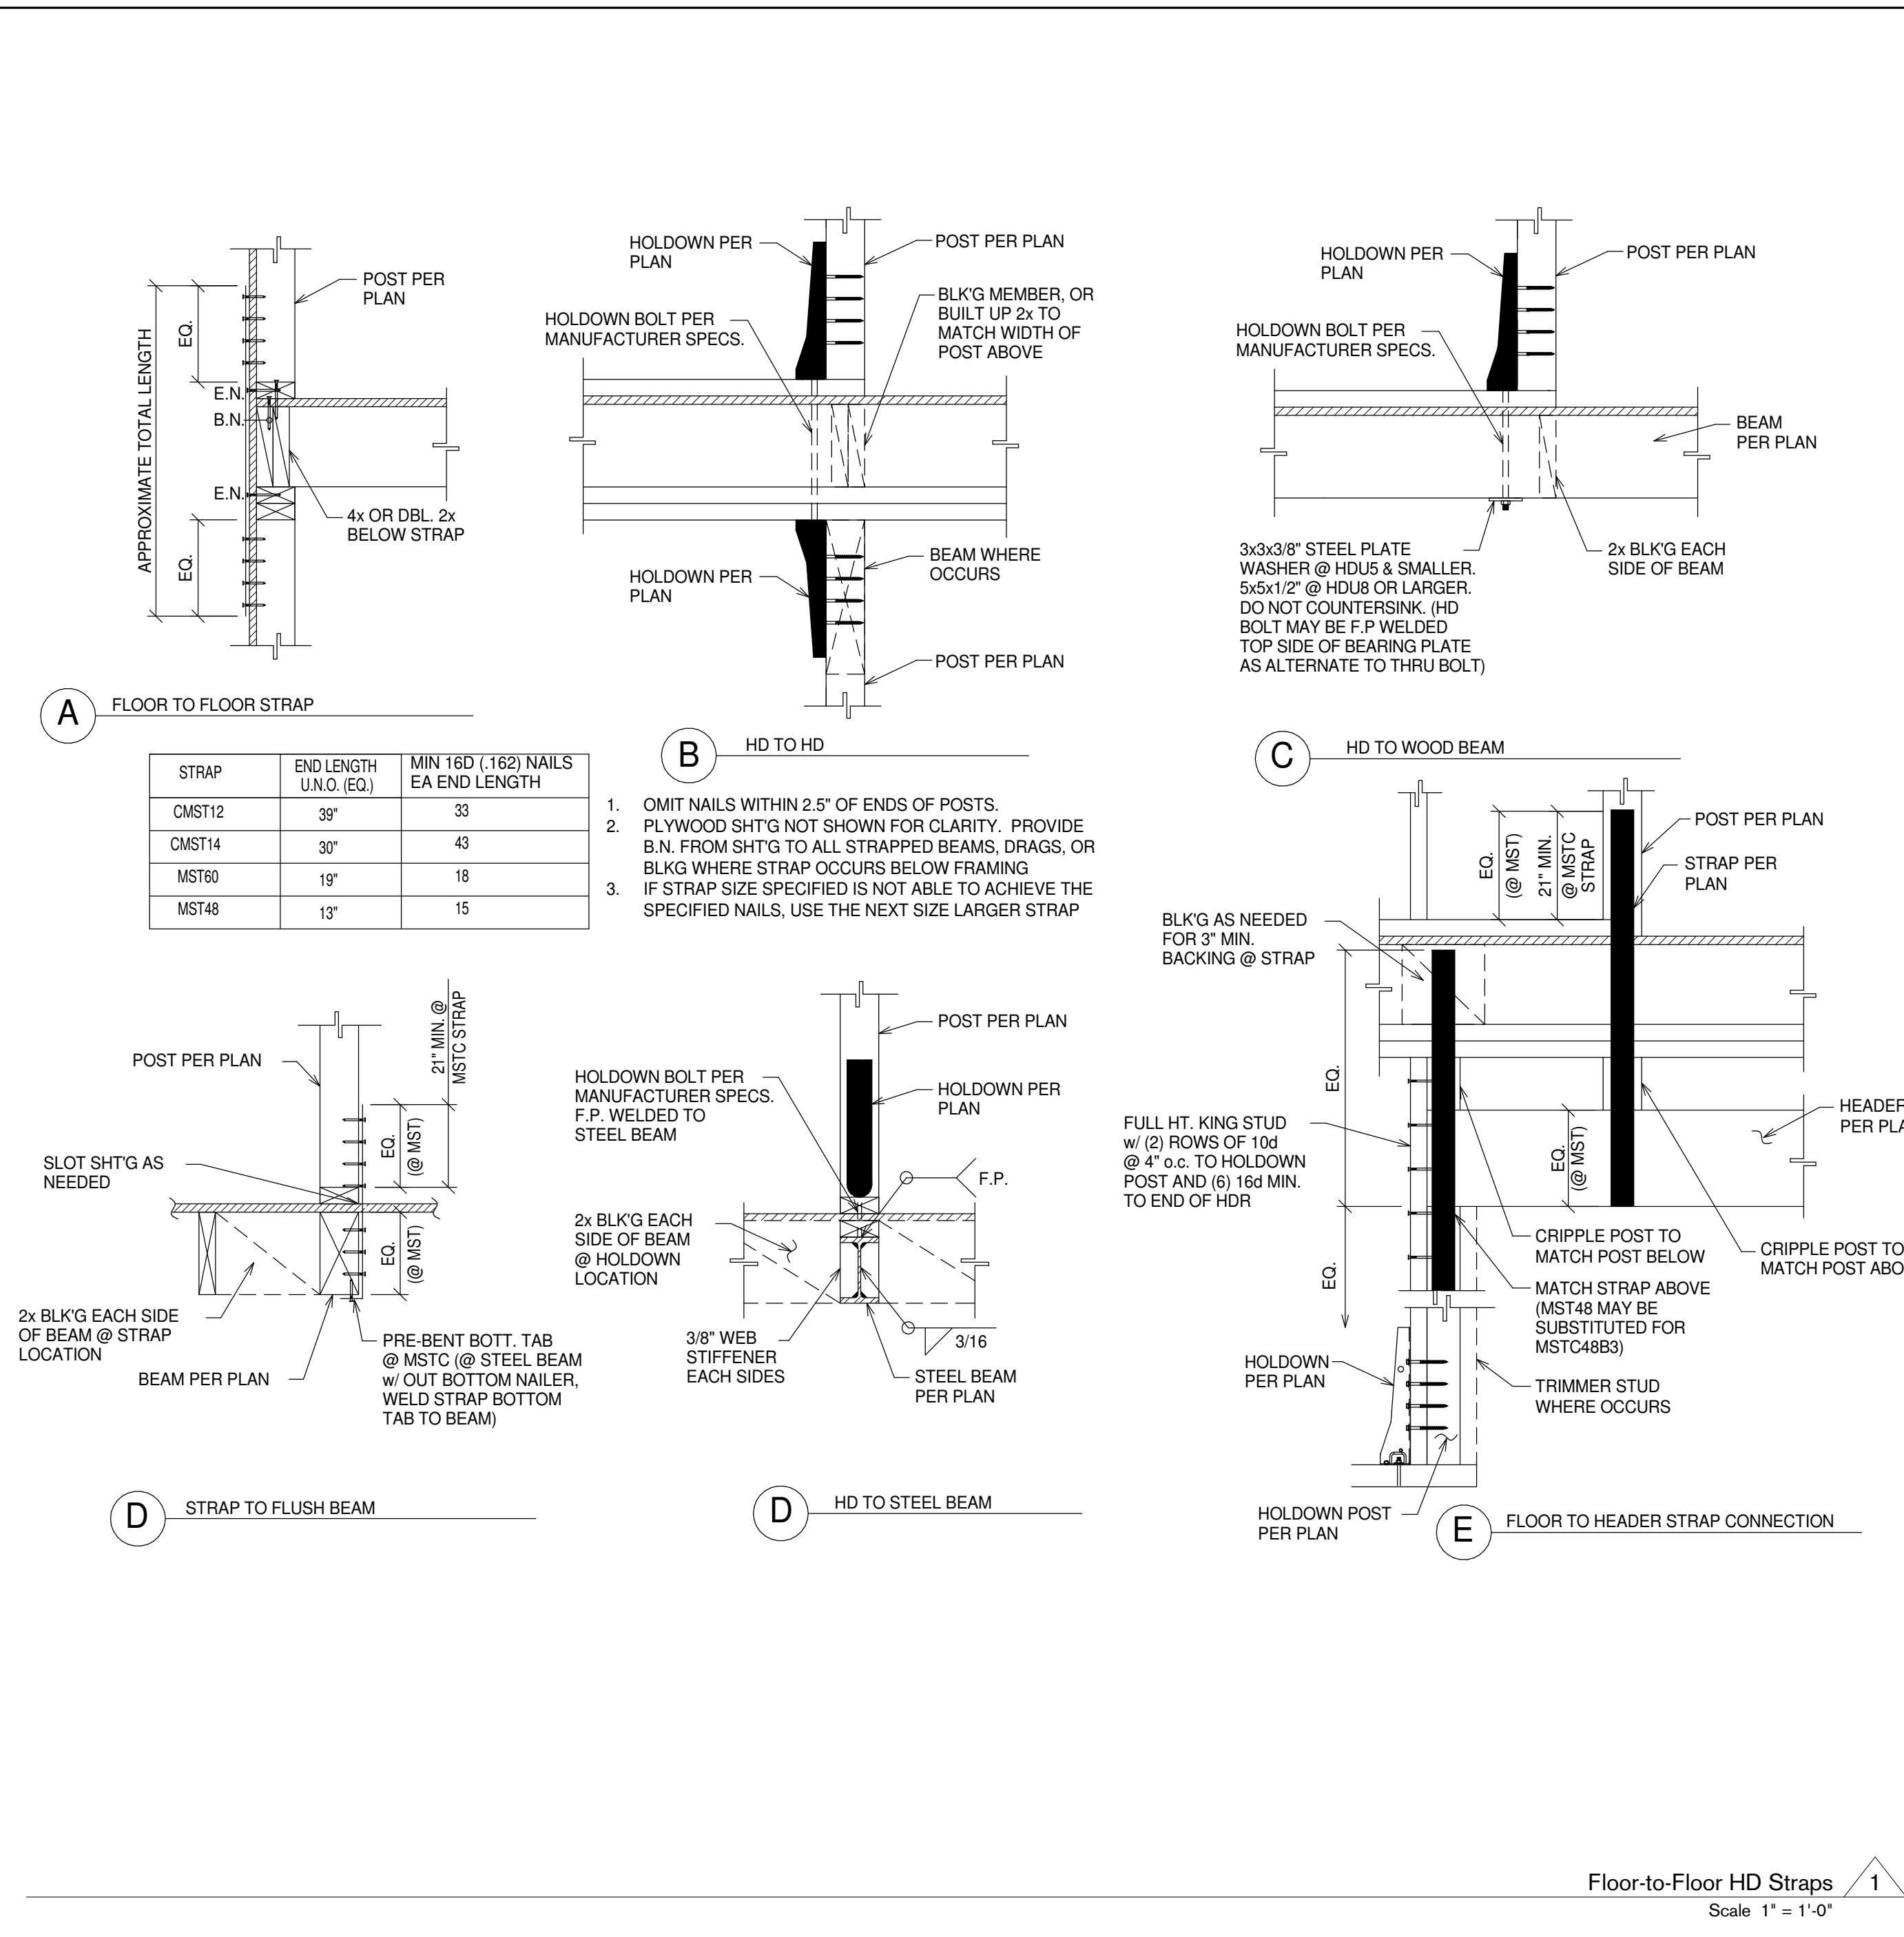 POST PER
PLAN
APPROXIMATE TOTAL LENGTH
EQ.
E.N.
B.N.
E.N.
EQ.
4x OR DBL. 2x
BELOW STRAP
A
FLOOR TO FLOOR STRAP
HOLDOWN PER
PLAN
POST PER PLAN
HOLDOWN BOLT PER
MANUFACTURER SPECS.
BLK'G MEMBER, OR
BUILT UP 2x TO
MATCH WIDTH OF
POST ABOVE
HOLDOWN PER
PLAN
BEAM WHERE
OCCURS
POST PER PLAN
B
HD TO HD
HOLDOWN PER
PLAN
POST PER PLAN
HOLDOWN BOLT PER
MANUFACTURER SPECS.
BEAM
PER PLAN
3x3x3/8" STEEL PLATE
WASHER @ HDU5 & SMALLER.
5x5x1/2" @ HDU8 OR LARGER.
DO NOT COUNTERSINK. (HD
BOLT MAY BE F.P WELDED
TOP SIDE OF BEARING PLATE
AS ALTERNATE TO THRU BOLT)
2x BLK'G EACH
SIDE OF BEAM
C
HD TO WOOD BEAM
STRAP END LENGTH MIN 16D (.162) NAILS
U.N.O. (EQ.) EA END LENGTH
CMST12 39" 33
CMST14 30" 43
MST60 19" 18
MST48 13" 15
1. OMIT NAILS WITHIN 2.5" OF ENDS OF POSTS.
2. PLYWOOD SHT'G NOT SHOWN FOR CLARITY. PROVIDE
B.N. FROM SHT'G TO ALL STRAPPED BEAMS, DRAGS, OR
BLKG WHERE STRAP OCCURS BELOW FRAMING
3. IF STRAP SIZE SPECIFIED IS NOT ABLE TO ACHIEVE THE
SPECIFIED NAILS, USE THE NEXT SIZE LARGER STRAP
POST PER PLAN
21" MIN. @
MSTC STRAP
EQ.
(@ MST)
SLOT SHT'G AS
NEEDED
EQ.
(@ MST)
2x BLK'G EACH SIDE
OF BEAM @ STRAP
LOCATION
BEAM PER PLAN
PRE-BENT BOTT. TAB
@ MSTC (@ STEEL BEAM
w/ OUT BOTTOM NAILER,
WELD STRAP BOTTOM
TAB TO BEAM)
D
STRAP TO FLUSH BEAM
POST PER PLAN
HOLDOWN BOLT PER
MANUFACTURER SPECS.
F.P. WELDED TO
STEEL BEAM
HOLDOWN PER
PLAN
F.P.
2x BLK'G EACH
SIDE OF BEAM
@ HOLDOWN
LOCATION
3/8" WEB
STIFFENER
EACH SIDES
3/16
STEEL BEAM
PER PLAN
D
HD TO STEEL BEAM
EQ.
(@ MST)
21" MIN.
@ MSTC
STRAP
POST PER PLAN
STRAP PER
PLAN
BLK'G AS NEEDED
FOR 3" MIN.
BACKING @ STRAP
EQ.
HEADER
PER PLA
FULL HT. KING STUD
w/ (2) ROWS OF 10d
@ 4" o.c. TO HOLDOWN
POST AND (6) 16d MIN.
TO END OF HDR
EQ.
(@ MST)
EQ.
CRIPPLE POST TO
MATCH POST BELOW
CRIPPLE POST TO
MATCH POST ABO
MATCH STRAP ABOVE
(MST48 MAY BE
SUBSTITUTED FOR
MSTC48B3)
HOLDOWN
PER PLAN
TRIMMER STUD
WHERE OCCURS
HOLDOWN POST
PER PLAN
E
FLOOR TO HEADER STRAP CONNECTION
Floor-to-Floor HD Straps
1
Scale 1" = 1'-0"